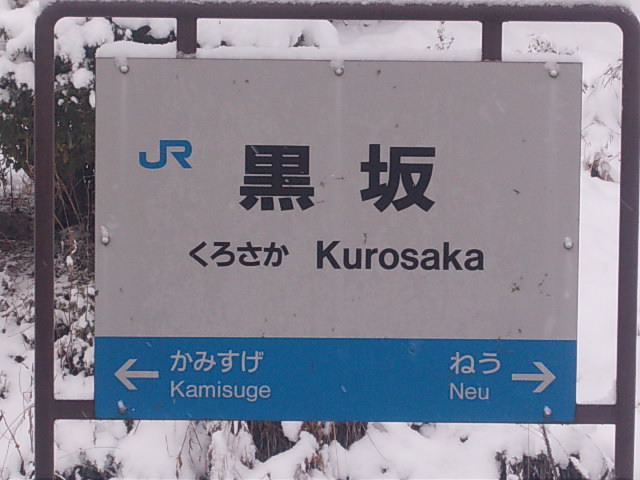 JR
黒坂
くろさか Kurosaka
← かみすげ ねう →
Kamisuge Neu